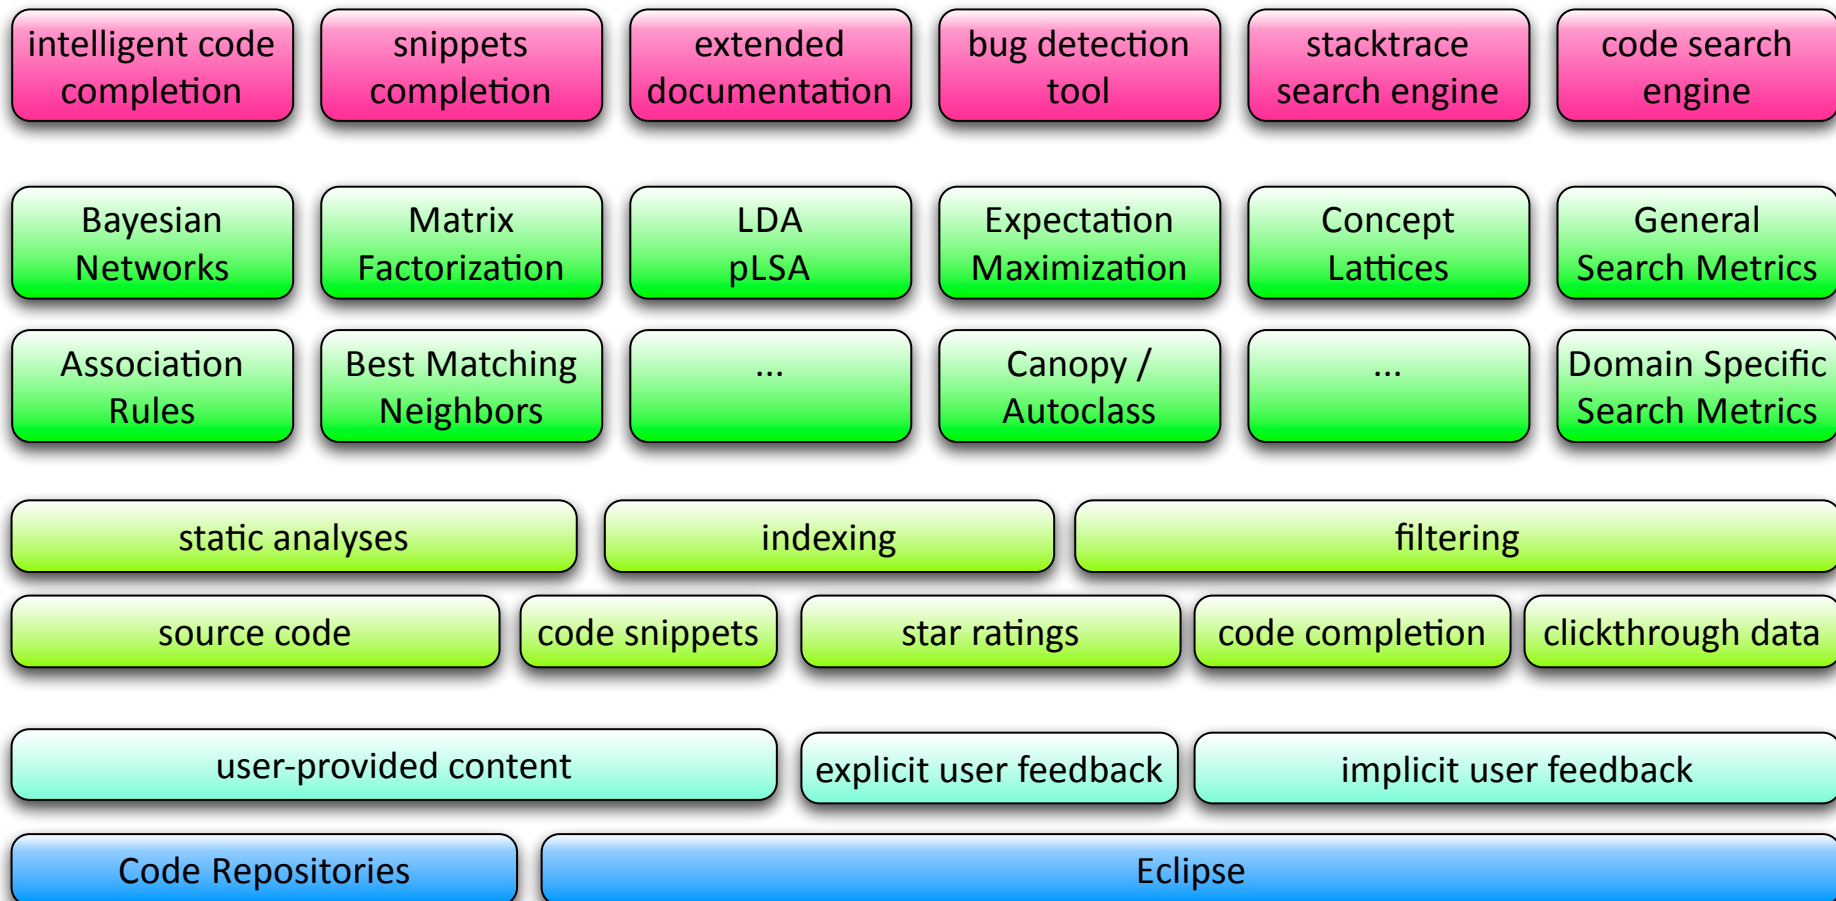 intelligent code
completion
snippets
completion
extended
documentation
bug detection
tool
stacktrace
search engine
code search
engine
Bayesian
Networks
Matrix
Factorization
LDA
pLSA
Expectation
Maximization
Concept
Lattices
General
Search Metrics
Association
Rules
Best Matching
Neighbors
...
Canopy /
Autoclass
...
Domain Specific
Search Metrics
static analyses
indexing
filtering
source code
code snippets
star ratings
code completion
clickthrough data
user-provided content
explicit user feedback
implicit user feedback
Code Repositories
Eclipse